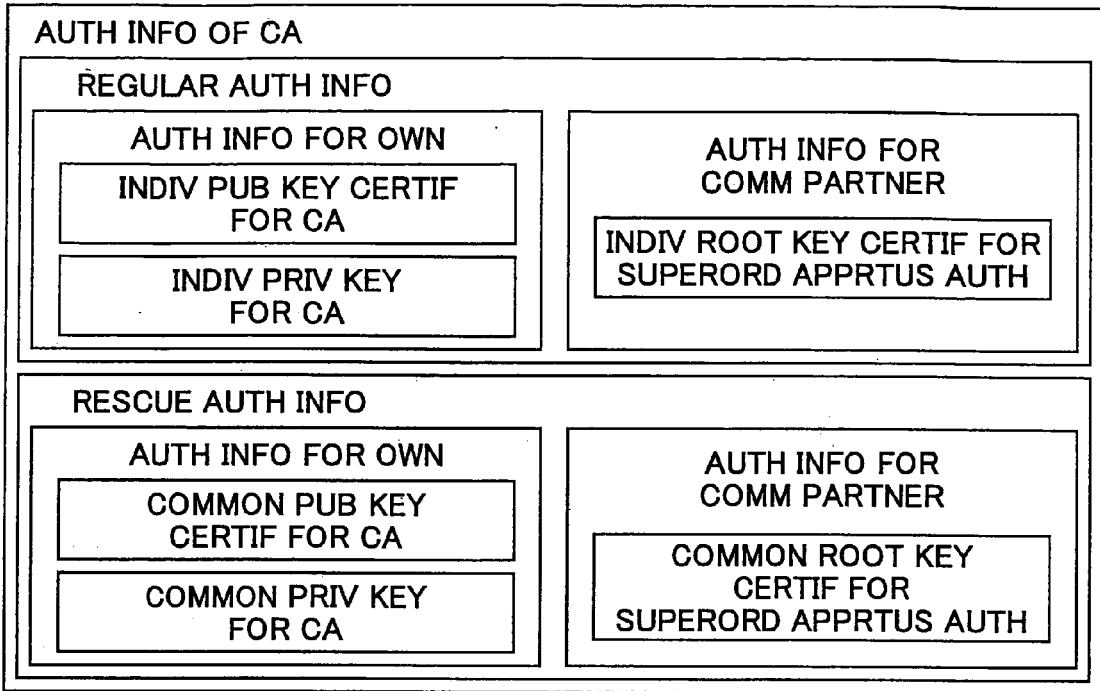 AUTH INFO OF CA
REGULAR AUTH INFO
AUTH INFO FOR OWN
INDIV PUB KEY CERTIF
FOR CA
INDIV PRIV KEY
FOR CA
AUTH INFO FOR
COMM PARTNER
INDIV ROOT KEY CERTIF FOR
SUPERORD APPRTUS AUTH
RESCUE AUTH INFO
AUTH INFO FOR OWN
COMMON PUB KEY
CERTIF FOR CA
COMMON PRIV KEY
FOR CA
AUTH INFO FOR
COMM PARTNER
COMMON ROOT KEY
CERTIF FOR
SUPERORD APPRTUS AUTH